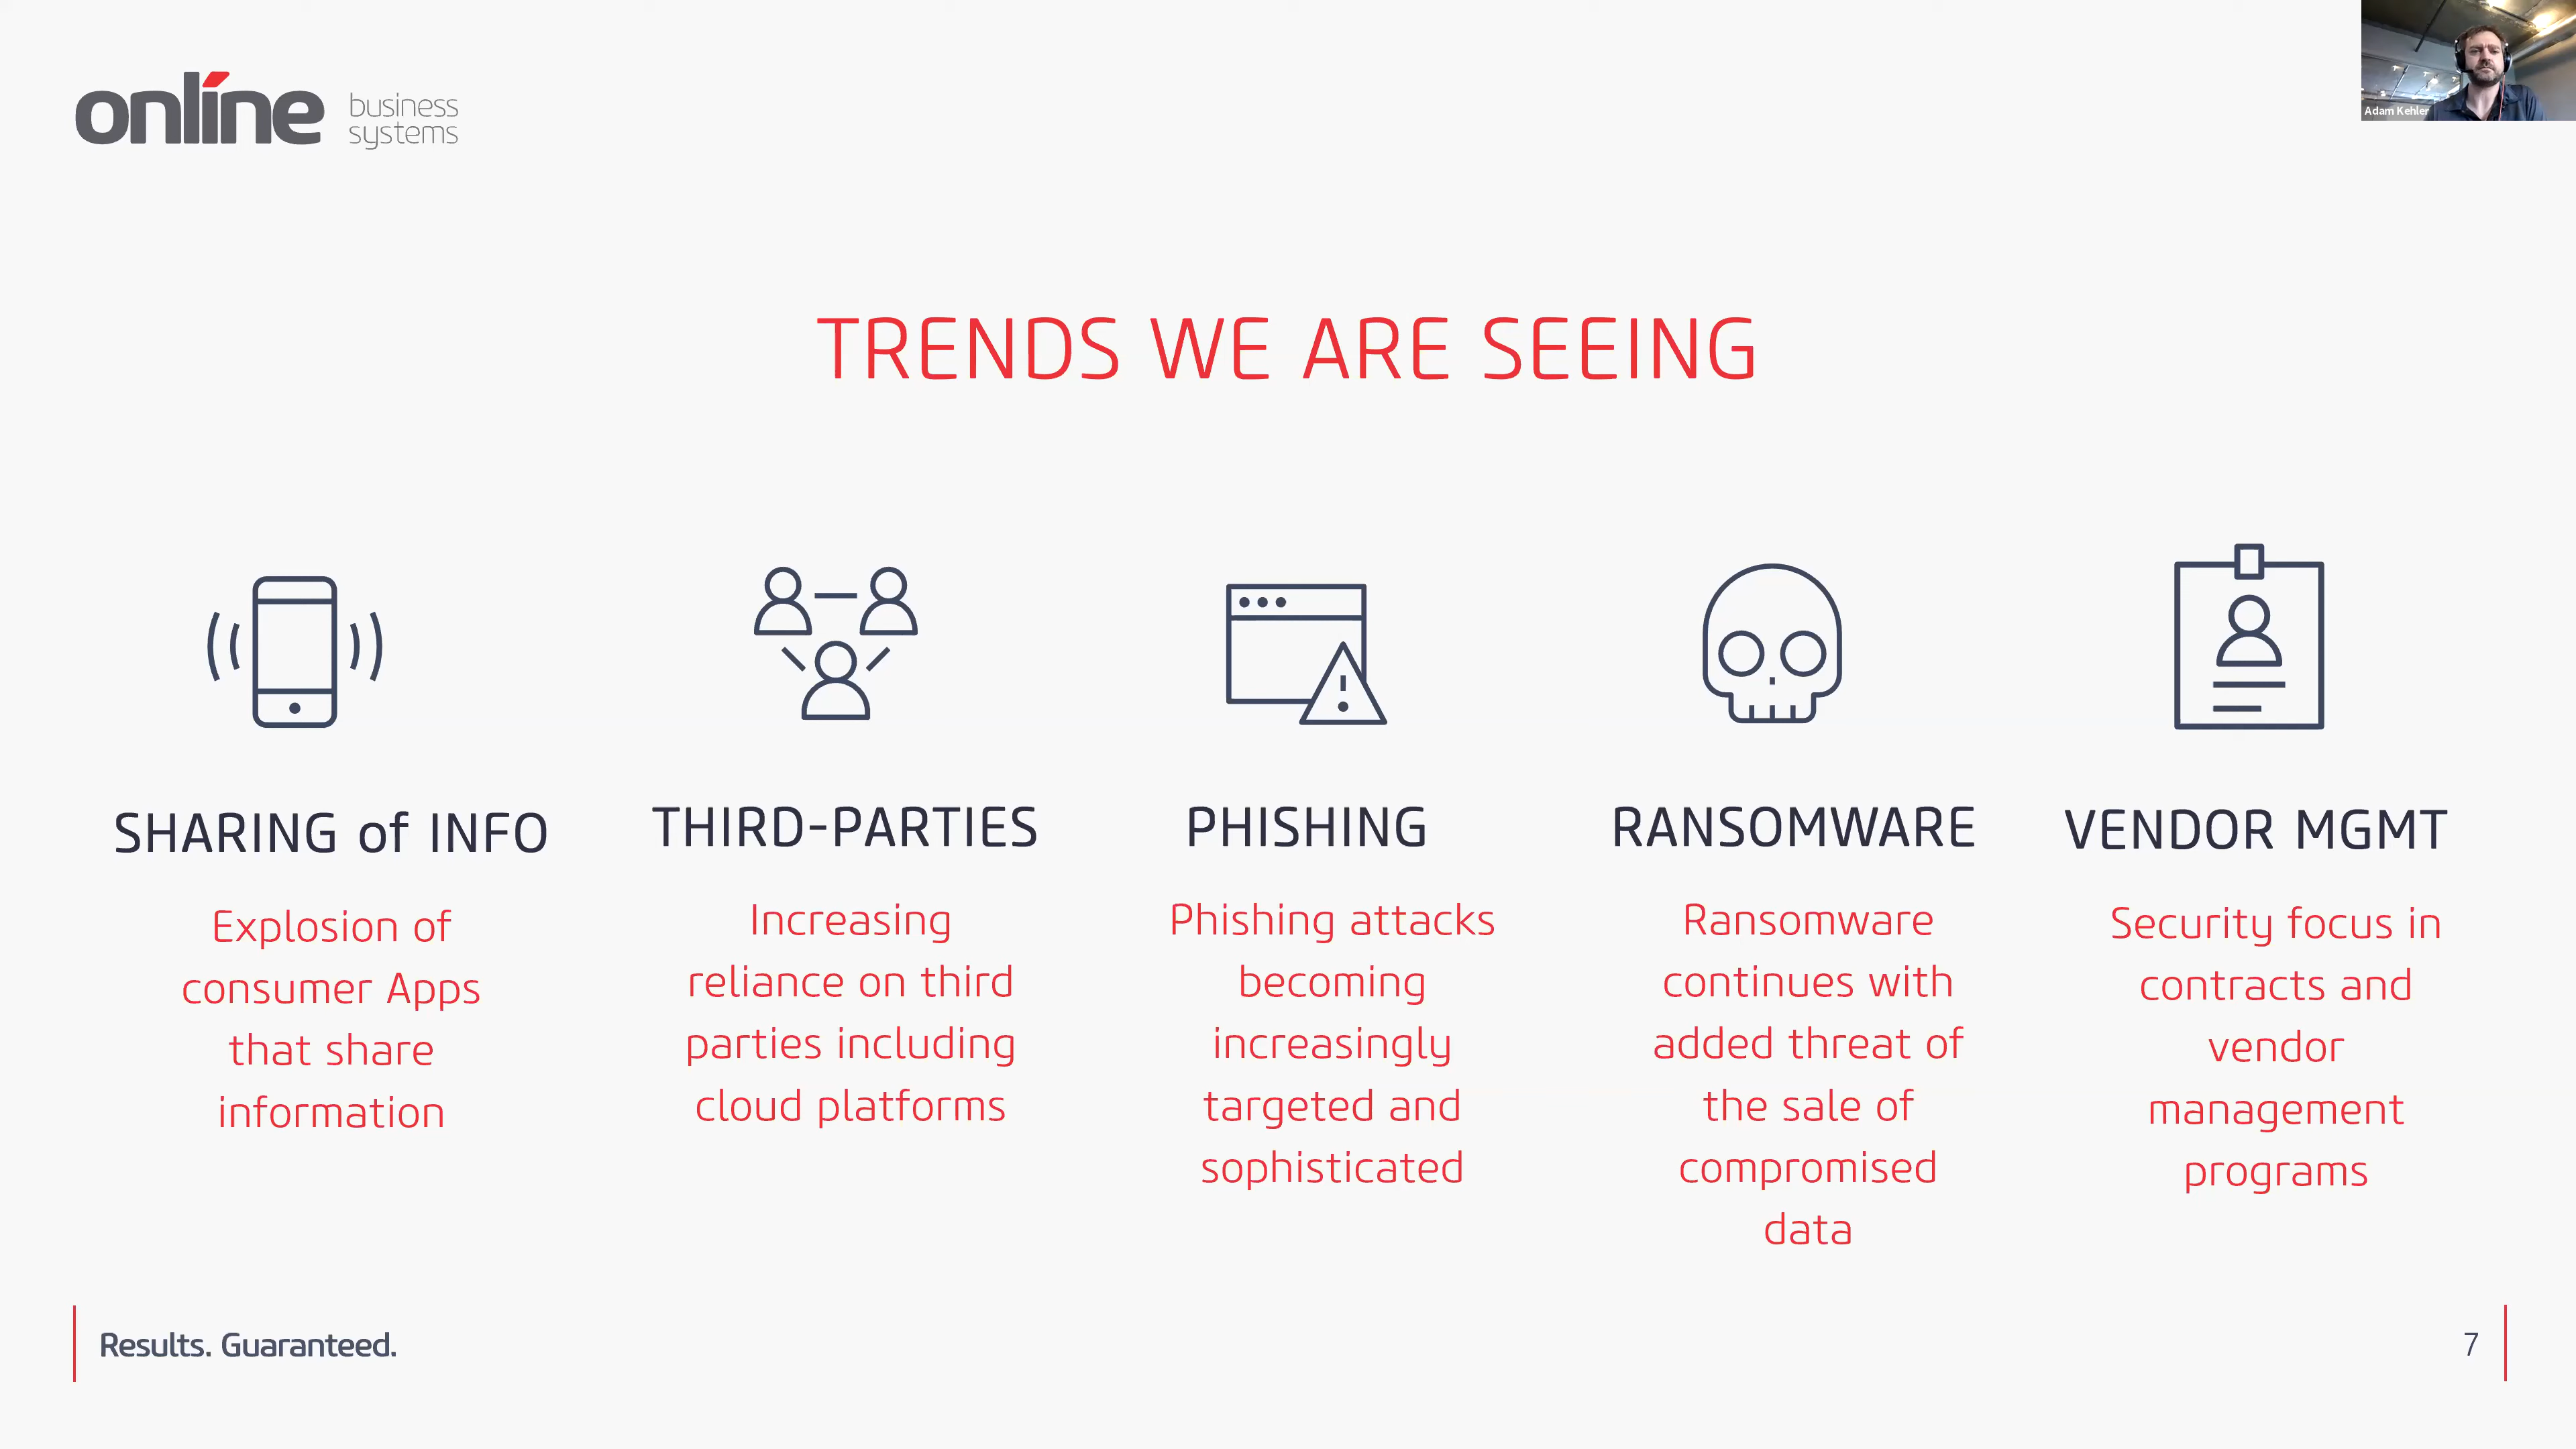 online business systems
Adam Kehler
TRENDS WE ARE SEEING
SHARING of INFO
Explosion of
consumer Apps
that share
information
THIRD-PARTIES
Increasing
reliance on third
parties including
cloud platforms
PHISHING
Phishing attacks
becoming
increasingly
targeted and
sophisticated
RANSOMWARE
Ransomware
continues with
added threat of
the sale of
compromised
data
VENDOR MGMT
Security focus in
contracts and
vendor
management
programs
Results. Guaranteed.
7